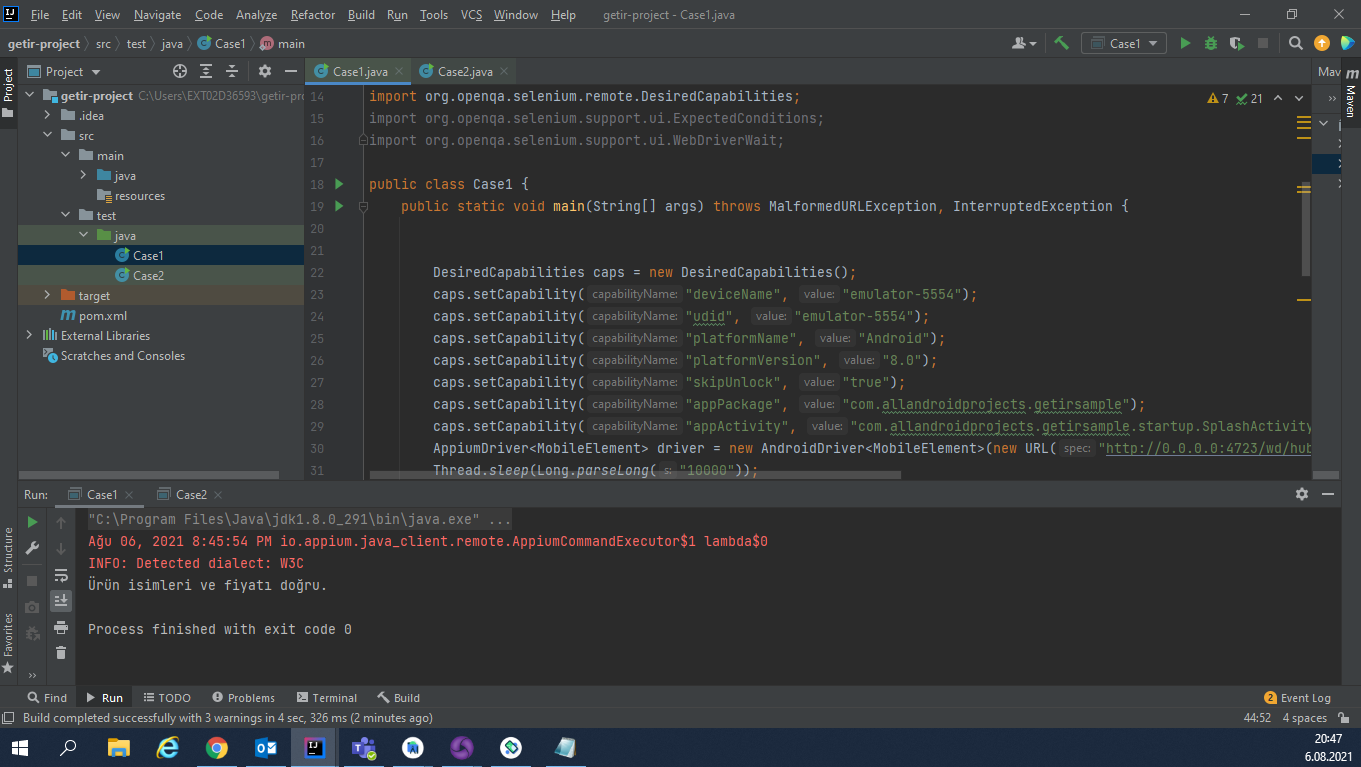 File Edit View Navigate Code Analyze Refactor Build Run Tools VCS Window Help getir-project - Case1.java
getir-project src test java Case1 main
Case1
Project
Case1.java
Case2.java
Mav
Project
Maven
getir-project C:\Users\EXT02D36593\getir-pro
.idea
src
main
java
resources
test
java
Case1
Case2
target
pom.xml
External Libraries
Scratches and Consoles
7 21
14 import org.openqa.selenium.remote.DesiredCapabilities;
15 import org.openqa.selenium.support.ui.ExpectedConditions;
16 import org.openqa.selenium.support.ui.WebDriverWait;
17
18 public class Case1 {
19 public static void main(String[] args) throws MalformedURLException, InterruptedException {
20
21
22 DesiredCapabilities caps = new DesiredCapabilities();
23 caps.setCapability( capabilityName: "deviceName", value: "emulator-5554");
24 caps.setCapability( capabilityName: "udid", value: "emulator-5554");
25 caps.setCapability( capabilityName: "platformName", value: "Android");
26 caps.setCapability( capabilityName: "platformVersion", value: "8.0");
27 caps.setCapability( capabilityName: "skipUnlock", value: "true");
28 caps.setCapability( capabilityName: "appPackage", value: "com.allandroidprojects.getirsample");
29 caps.setCapability( capabilityName: "appActivity", value: "com.allandroidprojects.getirsample.startup.SplashActivity
30 AppiumDriver<MobileElement> driver = new AndroidDriver<MobileElement>(new URL( spec: "http://0.0.0.0:4723/wd/hub
31 Thread.sleep(Long.parseLong( s: "10000"));
Run: Case1 Case2
"C:\Program Files\Java\jdk1.8.0_291\bin\java.exe" ...
Ağu 06, 2021 8:45:54 PM io.appium.java_client.remote.AppiumCommandExecutor$1 lambda$0
INFO: Detected dialect: W3C
Ürün isimleri ve fiyatı doğru.
Process finished with exit code 0
Structure
Favorites
Find Run TODO Problems Terminal Build 2 Event Log
Build completed successfully with 3 warnings in 4 sec, 326 ms (2 minutes ago) 44:52 4 spaces
20:47
6.08.2021